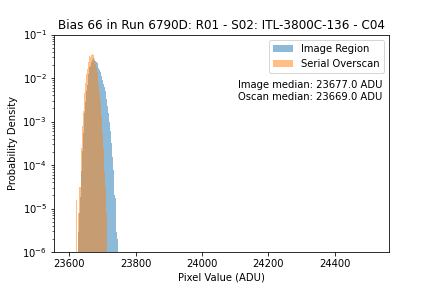 Bias 66 in Run 6790D: R01 - S02: ITL-3800C-136 - C04
Image Region
Serial Overscan
Image median: 23677.0 ADU
Oscan median: 23669.0 ADU
Probability Density
10⁻¹
10⁻²
10⁻³
10⁻⁴
10⁻⁵
10⁻⁶
23600 23800 24000 24200 24400
Pixel Value (ADU)